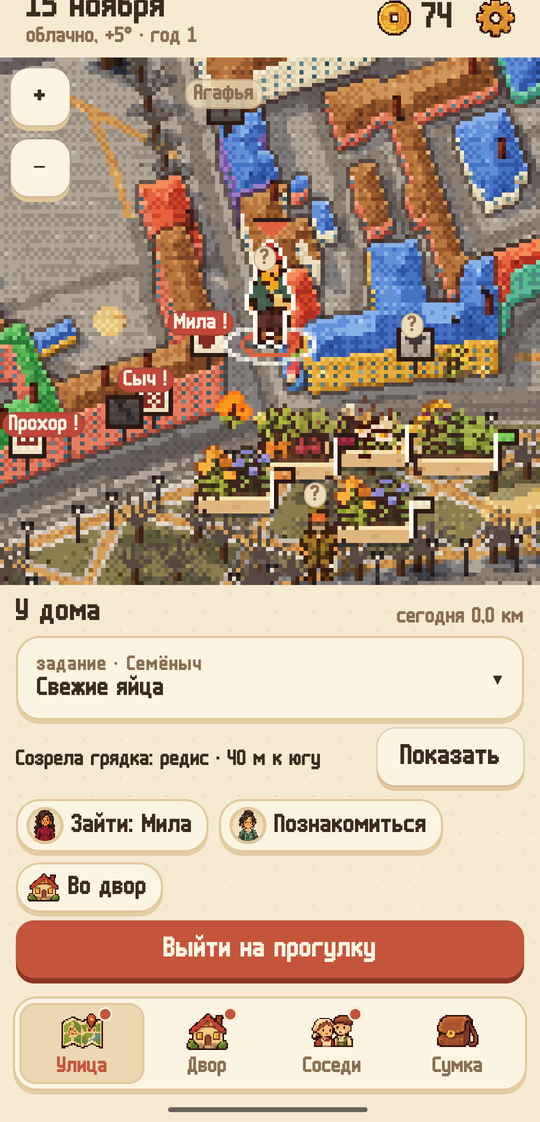 15 ноября
74
облачно, +5° · год 1
+
Агафья
−
?
Мила !
?
Сыч !
Прохор !
?
У дома
сегодня 0,0 км
задание · Семёныч
Свежие яйца
▼
Созрела грядка: редис · 40 м к югу
Показать
Зайти: Мила
Познакомиться
Во двор
Выйти на прогулку
Улица
Двор
Соседи
Сумка